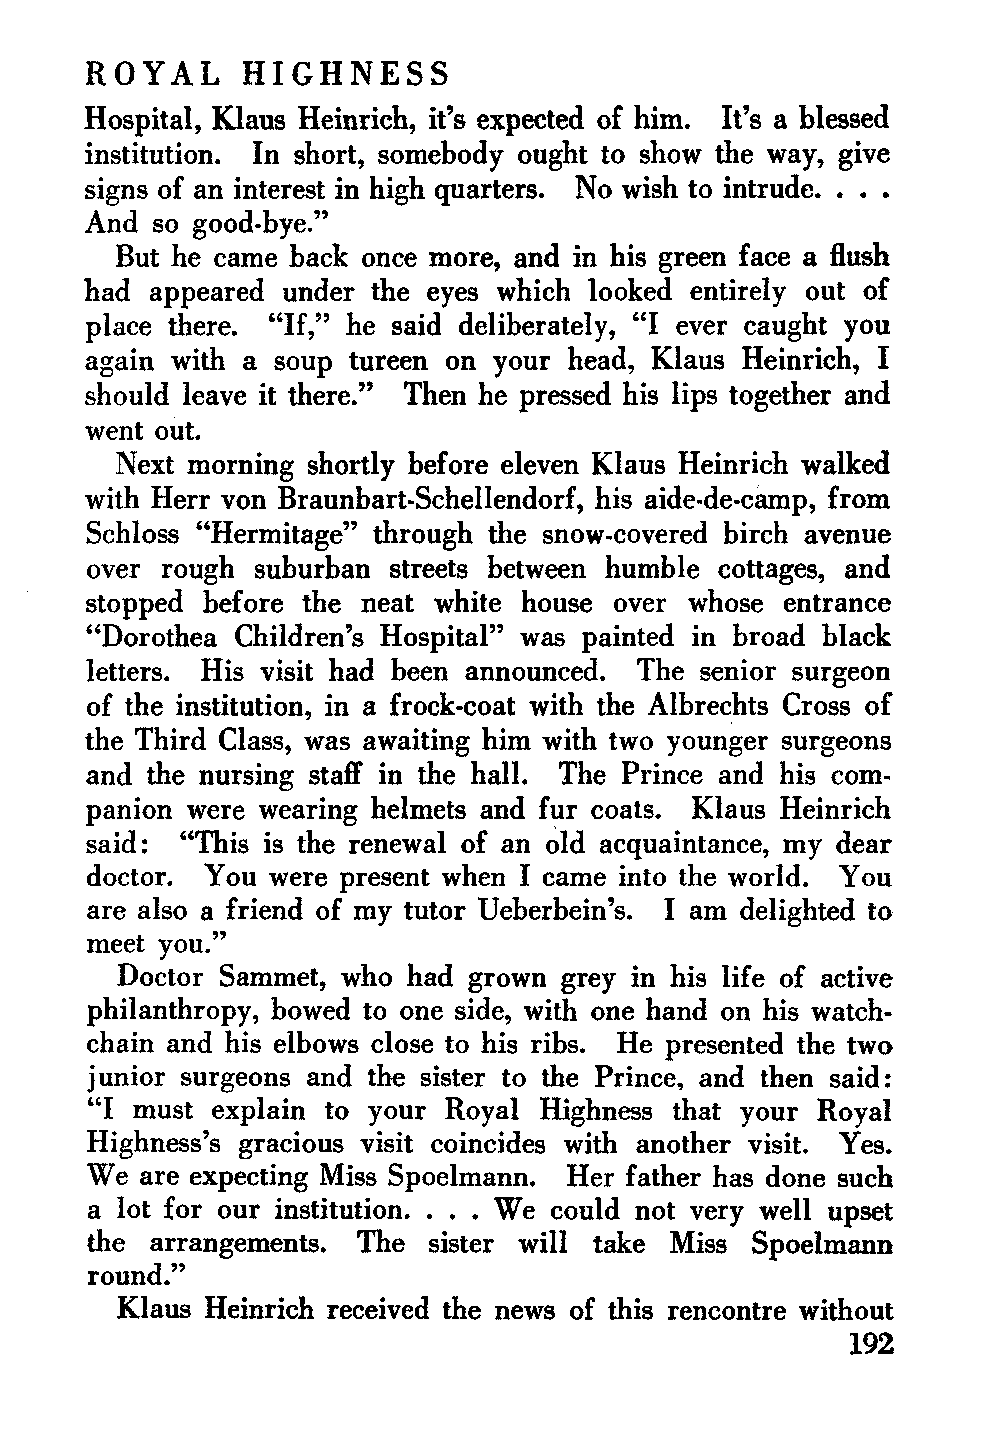 ROYAL HIGHNESS
Hospital, Klaus Heinrich, it's expected of him. It's a blessed
institution. In short, somebody ought to show the way, give
signs of an interest in high quarters. No wish to intrude. . . .
And so good-bye."
But he came back once more, and in his green face a flush
had appeared under the eyes which looked entirely out of
place there. "If," he said deliberately, "I ever caught you
again with a soup tureen on your head, Klaus Heinrich, I
should leave it there." Then he pressed his lips together and
went out.
Next morning shortly before eleven Klaus Heinrich walked
with Herr von Braunbart-Schellendorf, his aide-de-camp, from
Schloss "Hermitage" through the snow-covered birch avenue
over rough suburban streets between humble cottages, and
stopped before the neat white house over whose entrance
"Dorothea Children's Hospital" was painted in broad black
letters. His visit had been announced. The senior surgeon
of the institution, in a frock-coat with the Albrechts Cross of
the Third Class, was awaiting him with two younger surgeons
and the nursing staff in the hall. The Prince and his com-
panion were wearing helmets and fur coats. Klaus Heinrich
said: "This is the renewal of an old acquaintance, my dear
doctor. You were present when I came into the world. You
are also a friend of my tutor Ueberbein's. I am delighted to
meet you."
Doctor Sammet, who had grown grey in his life of active
philanthropy, bowed to one side, with one hand on his watch-
chain and his elbows close to his ribs. He presented the two
junior surgeons and the sister to the Prince, and then said:
"I must explain to your Royal Highness that your Royal
Highness's gracious visit coincides with another visit. Yes.
We are expecting Miss Spoelmann. Her father has done such
a lot for our institution. . . . We could not very well upset
the arrangements. The sister will take Miss Spoelmann
round."
Klaus Heinrich received the news of this rencontre without
192